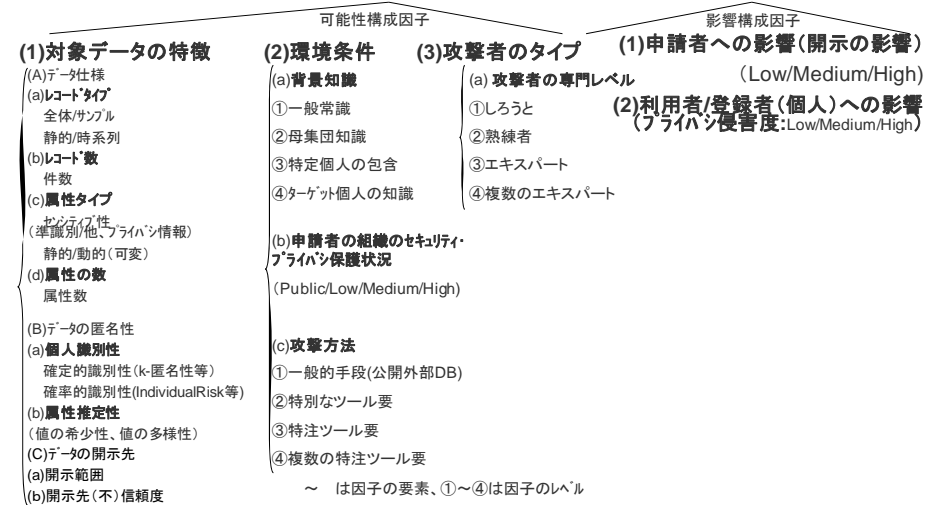 可能性構成因子
影響構成因子
(1)対象データの特徴
(A)ﾃﾞｰﾀ仕様
(a)ﾚｺｰﾄﾞﾀｲﾌﾟ
全体/ｻﾝﾌﾟﾙ
静的/時系列
(b)ﾚｺｰﾄﾞ数
件数
(c)属性タイプ
ｾﾝｼﾃｨﾌﾞ性
(準識別/他、ﾌﾟﾗｲﾊﾞｼ情報)
静的/動的(可変)
(d)属性の数
属性数
(B)ﾃﾞｰﾀの匿名性
(a)個人識別性
確定的識別性(k-匿名性等)
確率的識別性(IndividualRisk等)
(b)属性推定性
(値の希少性、値の多様性)
(C)ﾃﾞｰﾀの開示先
(a)開示範囲
(b)開示先(不)信頼度
(2)環境条件
(a)背景知識
①一般常識
②母集団知識
③特定個人の包含
④ﾀｰｹﾞｯﾄ個人の知識
(b)申請者の組織のｾｷｭﾘﾃｨ･
ﾌﾟﾗｲﾊﾞｼ保護状況
(Public/Low/Medium/High)
(c)攻撃方法
①一般的手段(公開外部DB)
②特別なツール要
③特注ツール要
④複数の特注ツール要
(3)攻撃者のタイプ
(a) 攻撃者の専門レベル
①しろうと
②熟練者
③エキスパート
④複数のエキスパート
(1)申請者への影響(開示の影響)
(Low/Medium/High)
(2)利用者/登録者(個人)への影響
(ﾌﾟﾗｲﾊﾞｼ侵害度:Low/Medium/High)
～ は因子の要素、①～④は因子のﾚﾍﾞﾙ